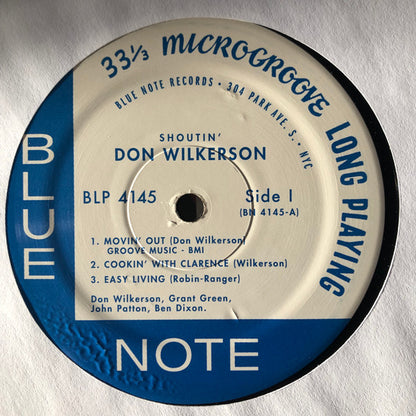 33⅓ MICROGROOVE LONG PLAYING
BLUE NOTE RECORDS · 304 PARK AVE. S. · NYC
SHOUTIN'
DON WILKERSON
BLP 4145
Side I
(BN 4145-A)
1. MOVIN' OUT (Don Wilkerson)
GROOVE MUSIC - BMI
2. COOKIN' WITH CLARENCE (Wilkerson)
3. EASY LIVING (Robin-Ranger)
Don Wilkerson, Grant Green,
John Patton, Ben Dixon.
BLUE
NOTE